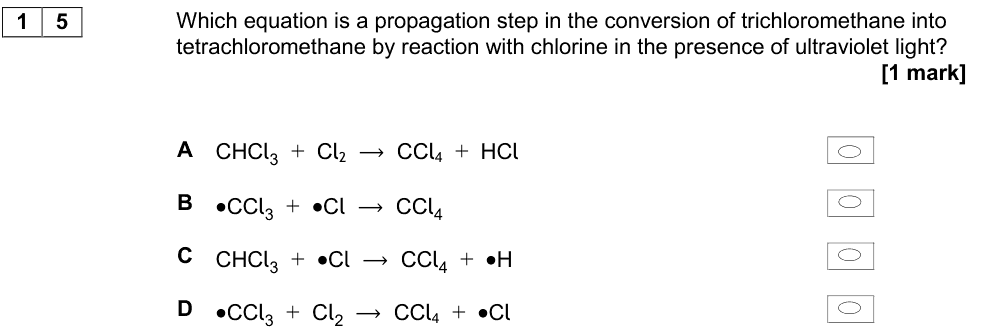 1 5 Which equation is a propagation step in the conversion of trichloromethane into
tetrachloromethane by reaction with chlorine in the presence of ultraviolet light?
[1 mark]
A CHCl₃ + Cl₂ → CCl₄ + HCl
B •CCl₃ + •Cl → CCl₄
C CHCl₃ + •Cl → CCl₄ + •H
D •CCl₃ + Cl₂ → CCl₄ + •Cl